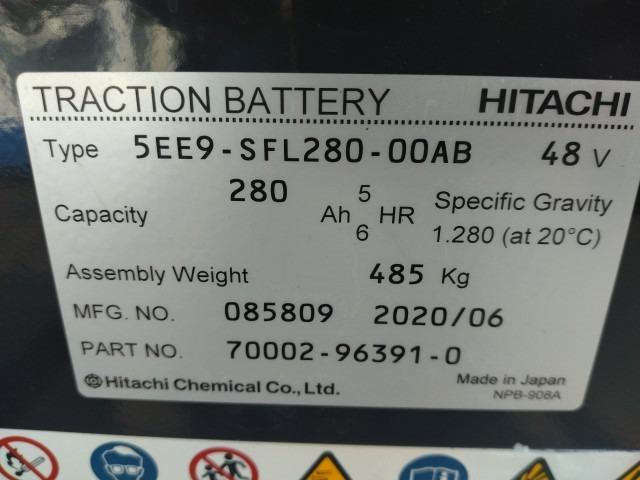 TRACTION BATTERY HITACHI
Type 5EE9-SFL280-00AB 48 V
Capacity 280 Ah 5 HR Specific Gravity
6 1.280 (at 20°C)
Assembly Weight 485 Kg
MFG. NO. 085809 2020/06
PART NO. 70002-96391-0
Hitachi Chemical Co., Ltd. Made in Japan
NPB-908A